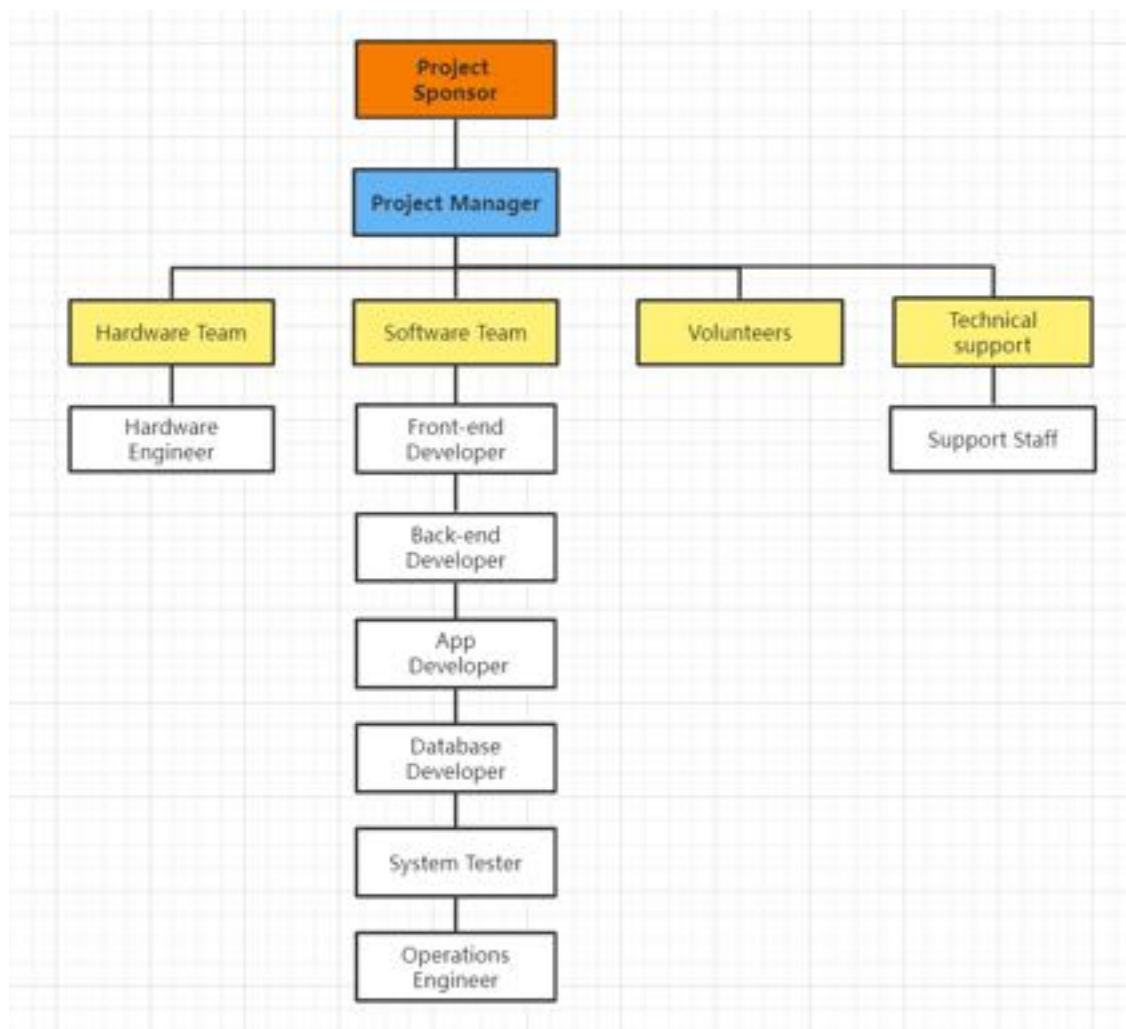 Project
Sponsor
Project Manager
Hardware Team
Software Team
Volunteers
Technical
support
Hardware
Engineer
Front-end
Developer
Support Staff
Back-end
Developer
App
Developer
Database
Developer
System Tester
Operations
Engineer